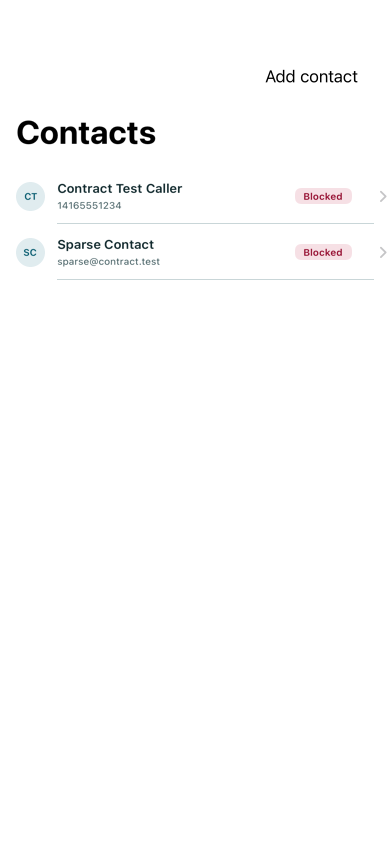 Add contact
Contacts
CT
Contract Test Caller
14165551234
Blocked
SC
Sparse Contact
sparse@contract.test
Blocked